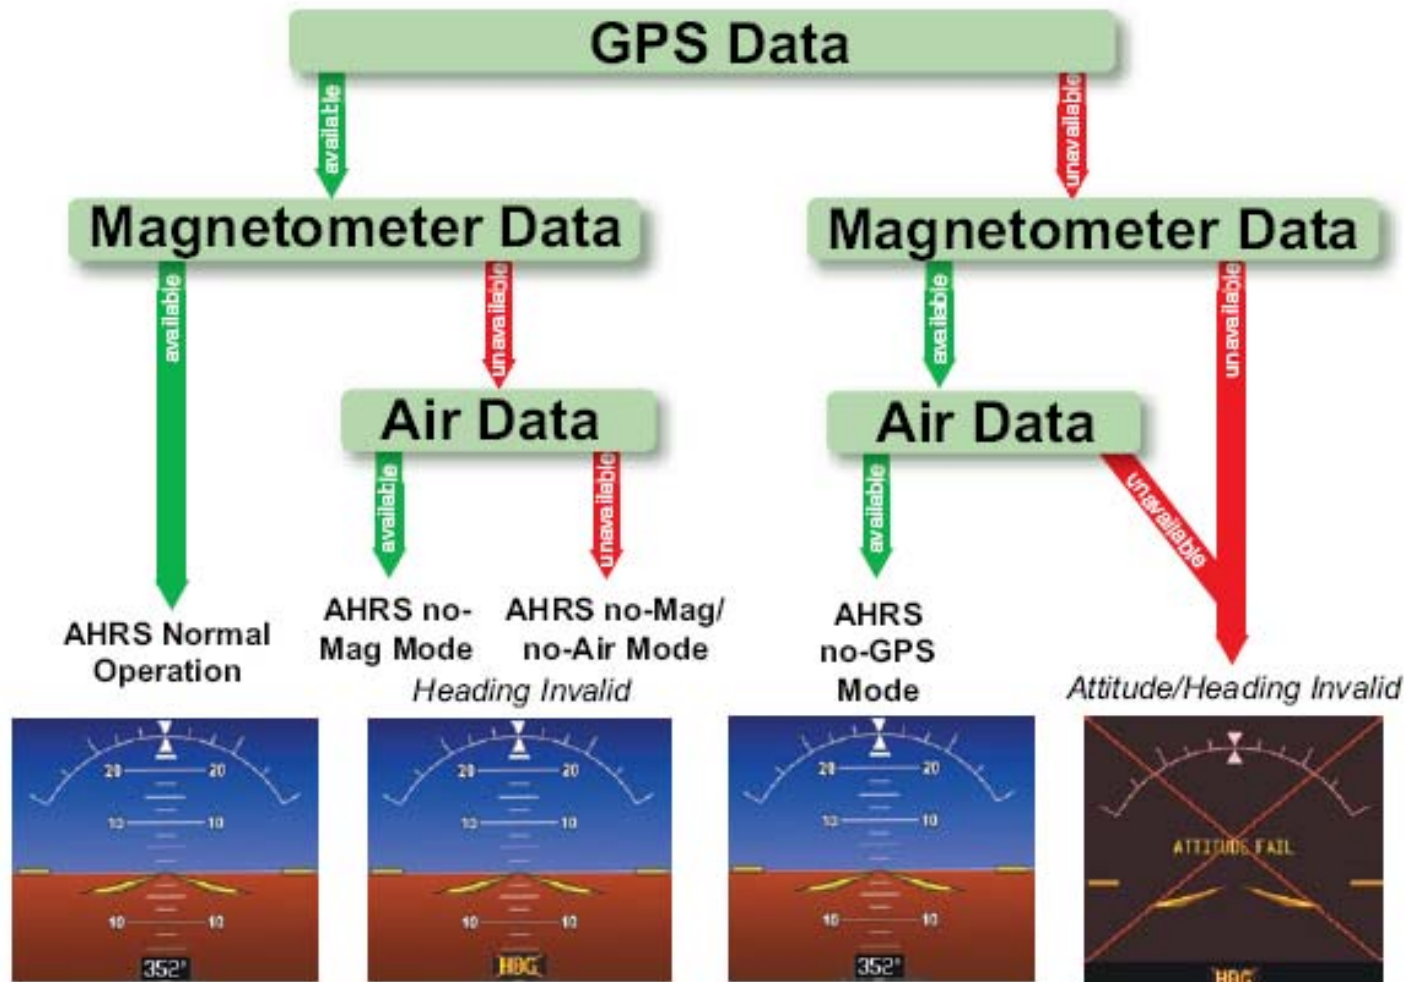 GPS Data
available
unavailable
Magnetometer Data
Magnetometer Data
available
unavailable
available
unavailable
Air Data
Air Data
available
unavailable
available
unavailable
AHRS Normal
Operation
AHRS no-
Mag Mode
AHRS no-Mag/
no-Air Mode
Heading Invalid
AHRS
no-GPS
Mode
Attitude/Heading Invalid
20 20
10 10
10 10
352°
20 20
10 10
10 10
HDG
20 20
10 10
10 10
352°
ATTITUDE FAIL
HDG